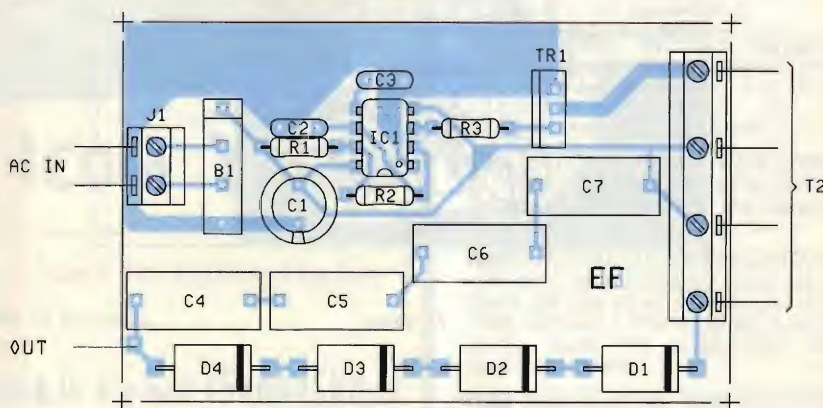 TR1
C3
J1
C2
IC1
R3
R1
AC IN
B1
C7
T2
C1
R2
C6
EF
C4
C5
OUT
D4
D3
D2
D1